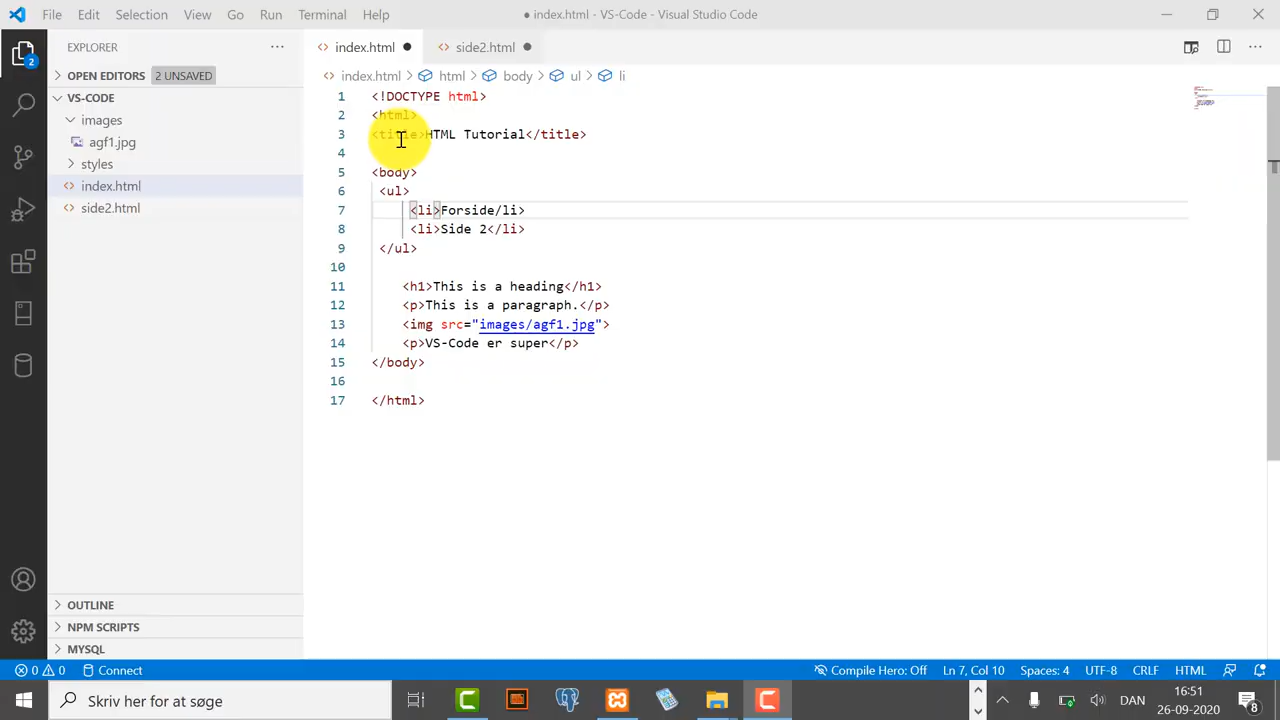 File Edit Selection View Go Run Terminal Help
● index.html - VS-Code - Visual Studio Code
EXPLORER
index.html
side2.html
OPEN EDITORS 2 UNSAVED
index.html > html > body > ul > li
VS-CODE
images
agf1.jpg
styles
index.html
side2.html
1 <!DOCTYPE html>
2 <html>
3 <title>HTML Tutorial</title>
4
5 <body>
6 <ul>
7 <li>Forside/li>
8 <li>Side 2</li>
9 </ul>
10
11 <h1>This is a heading</h1>
12 <p>This is a paragraph.</p>
13 <img src="images/agf1.jpg">
14 <p>VS-Code er super</p>
15 </body>
16
17 </html>
2
OUTLINE
NPM SCRIPTS
MYSQL
0 0 Connect Compile Hero: Off Ln 7, Col 10 Spaces: 4 UTF-8 CRLF HTML
Skriv her for at søge
DAN
16:51
26-09-2020
8